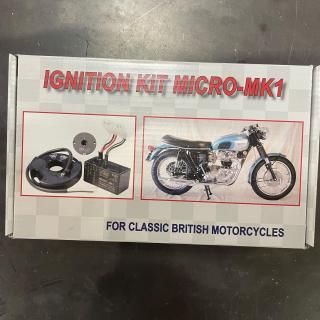 IGNITION KIT MICRO-MK1
FOR CLASSIC BRITISH MOTORCYCLES